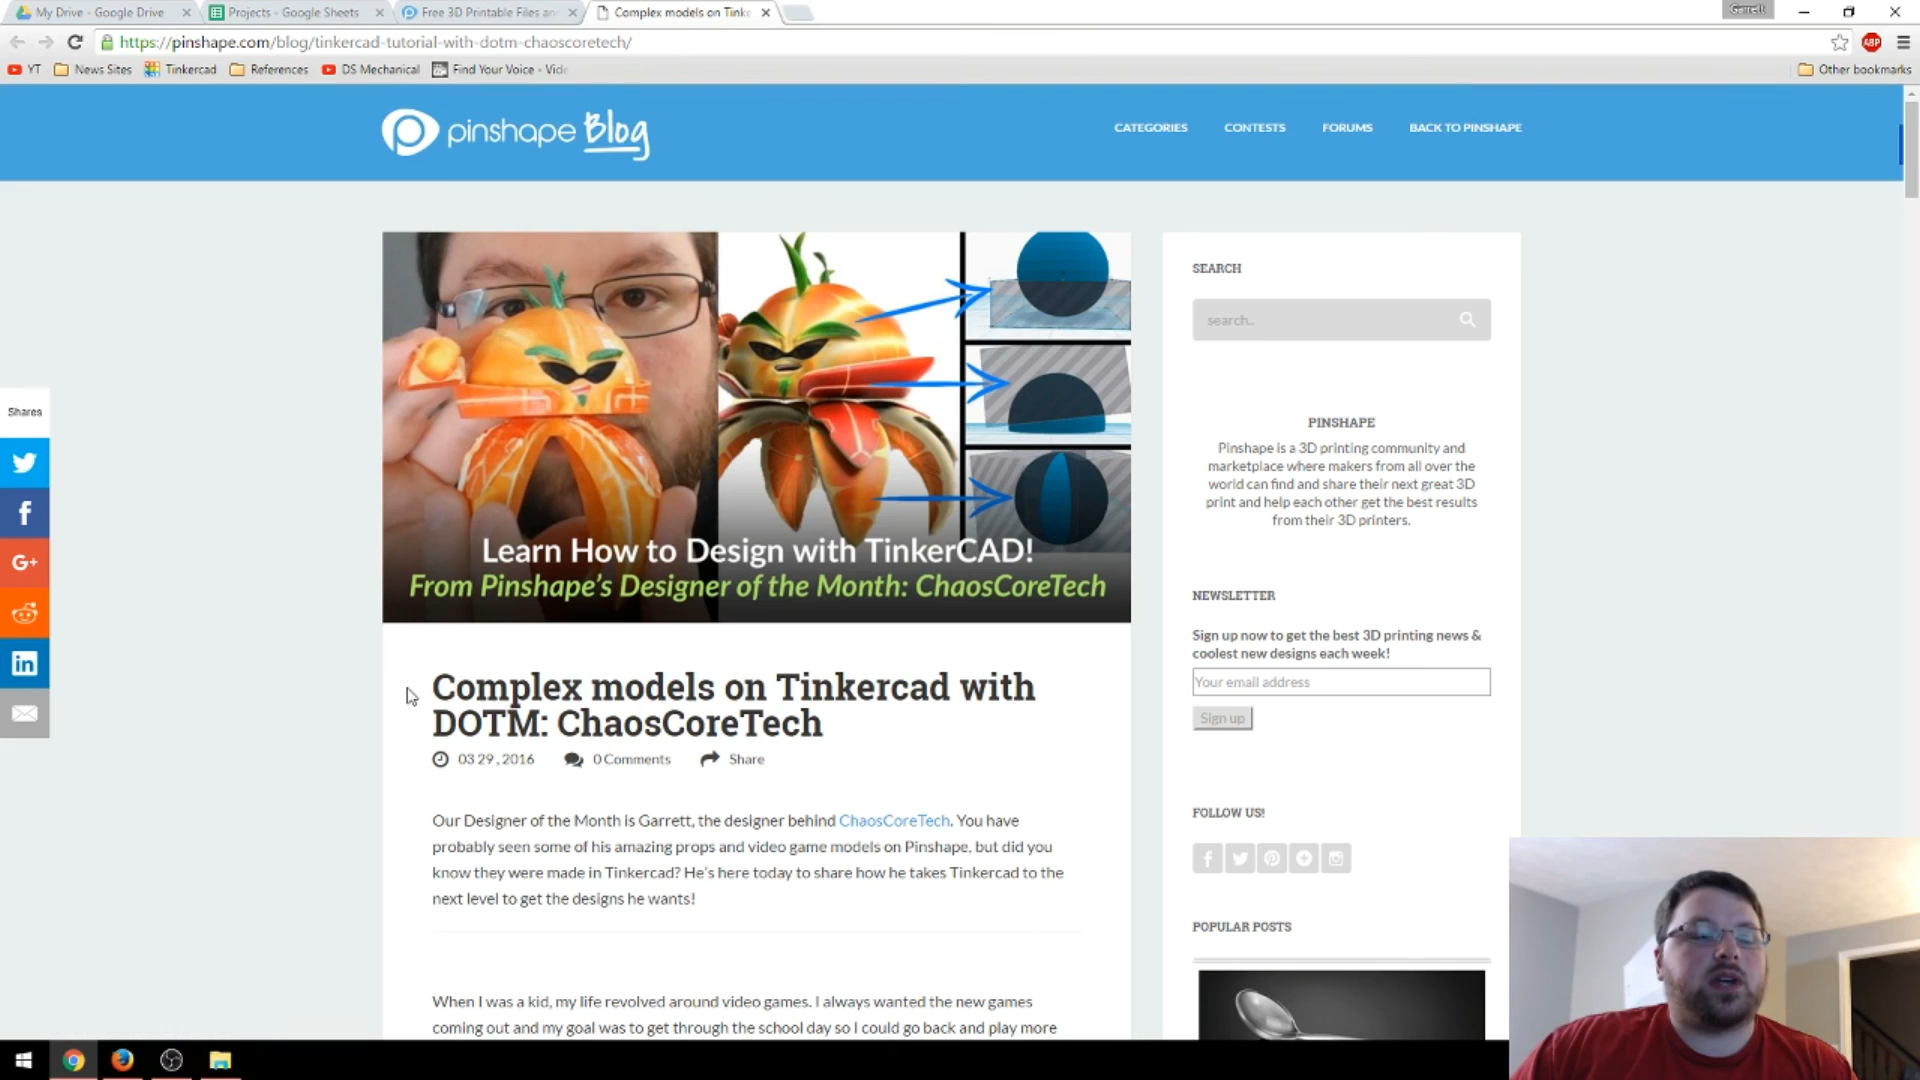 My Drive - Google Drive
Projects - Google Sheets
Free 3D Printable Files an
Complex models on Tinke
Garrett
https://pinshape.com/blog/tinkercad-tutorial-with-dotm-chaoscoretech/
ABP
YT
News Sites
Tinkercad
References
DS Mechanical
Find Your Voice - Vide
Other bookmarks
pinshape Blog
CATEGORIES
CONTESTS
FORUMS
BACK TO PINSHAPE
Learn How to Design with TinkerCAD!
From Pinshape's Designer of the Month: ChaosCoreTech
Shares
G+
in
Complex models on Tinkercad with
DOTM: ChaosCoreTech
03 29 , 2016
0 Comments
Share
Our Designer of the Month is Garrett, the designer behind ChaosCoreTech. You have
probably seen some of his amazing props and video game models on Pinshape, but did you
know they were made in Tinkercad? He's here today to share how he takes Tinkercad to the
next level to get the designs he wants!
When I was a kid, my life revolved around video games. I always wanted the new games
coming out and my goal was to get through the school day so I could go back and play more
SEARCH
search..
PINSHAPE
Pinshape is a 3D printing community and
marketplace where makers from all over the
world can find and share their next great 3D
print and help each other get the best results
from their 3D printers.
NEWSLETTER
Sign up now to get the best 3D printing news &
coolest new designs each week!
Your email address
Sign up
FOLLOW US!
POPULAR POSTS